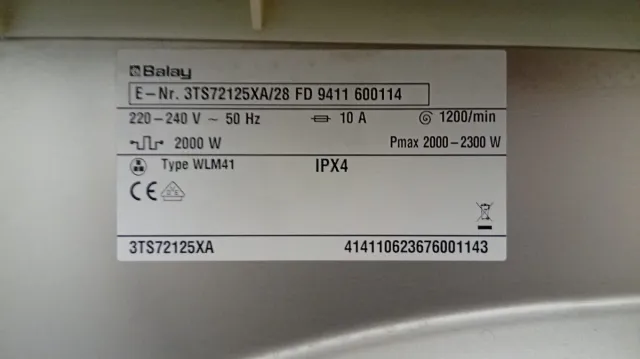 Balay
E-Nr. 3TS72125XA/28 FD 9411 600114
220-240 V ~ 50 Hz 10 A 1200/min
2000 W Pmax 2000-2300 W
Type WLM41 IPX4
CE
3TS72125XA 414110623676001143